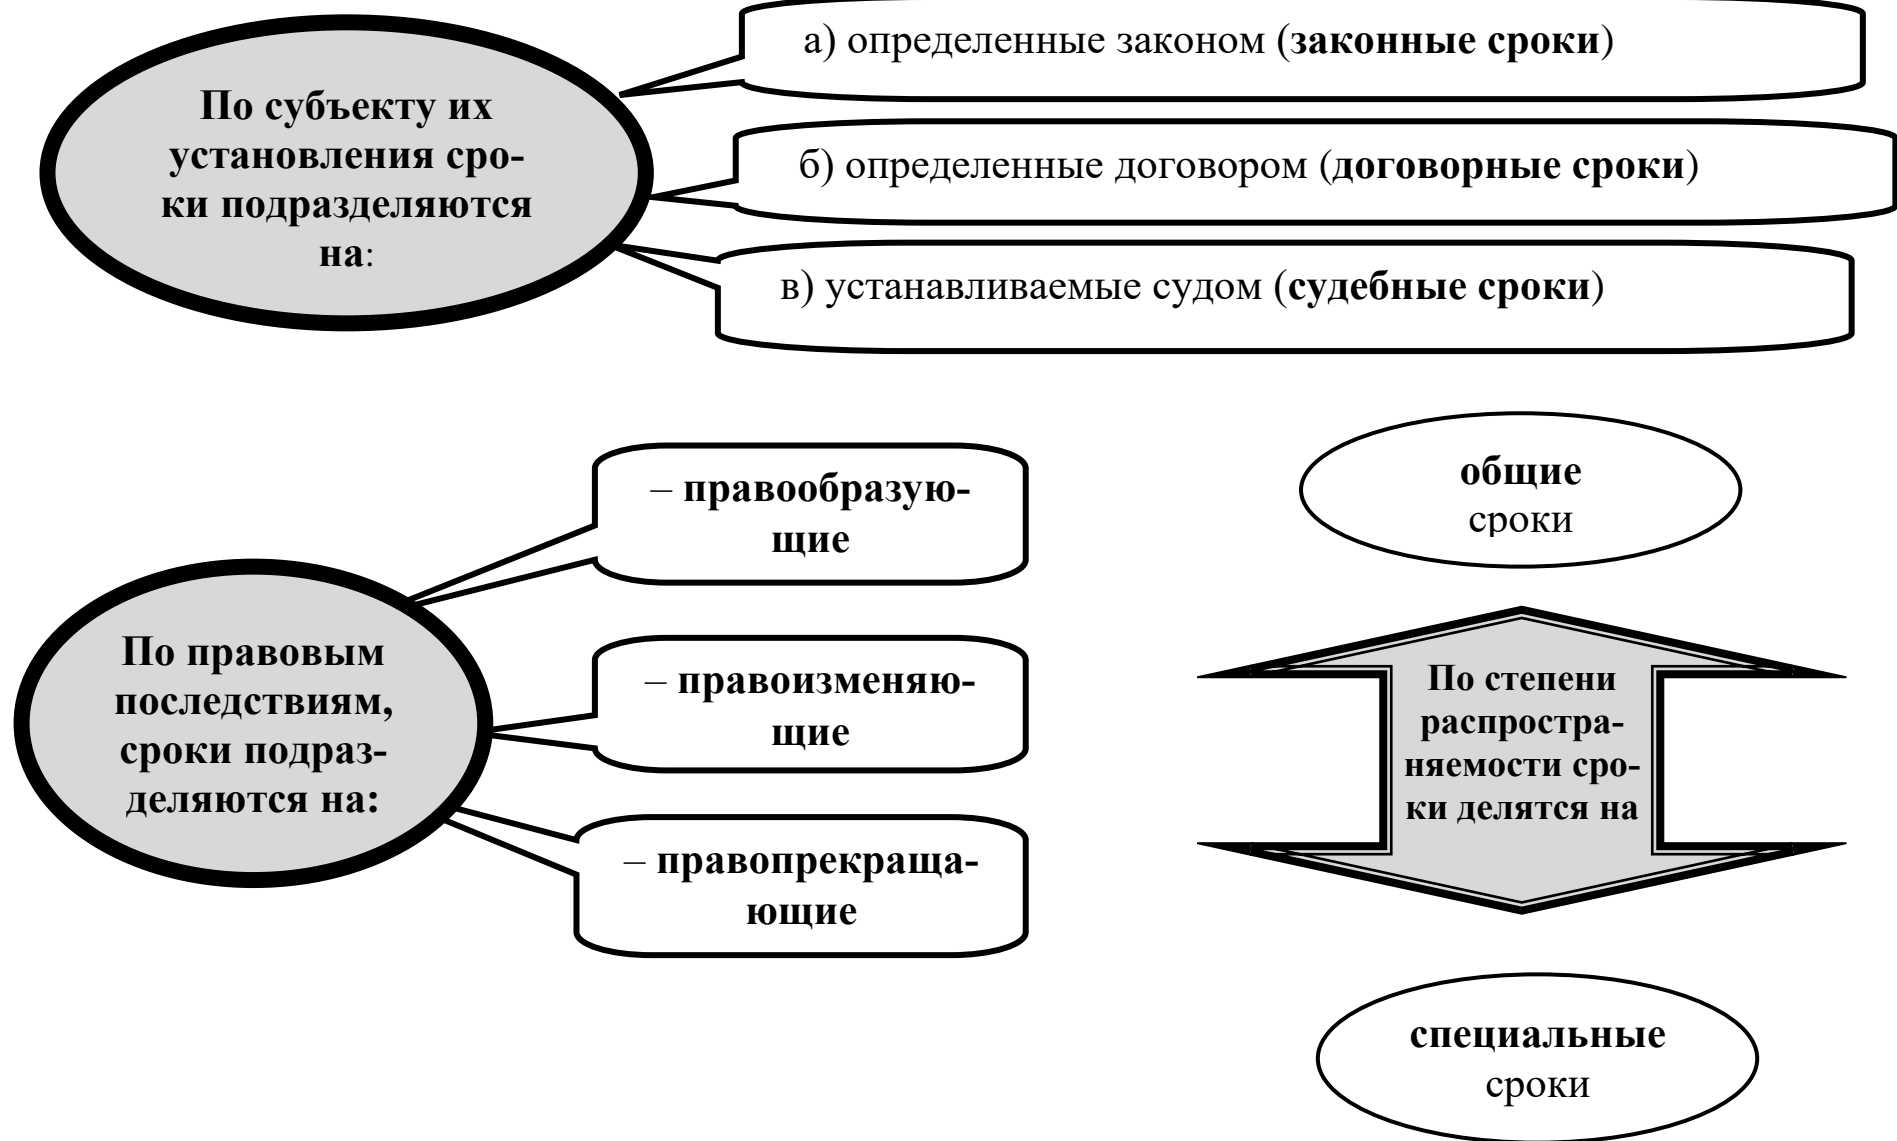 По субъекту их
установления сро-
ки подразделяются
на:
а) определенные законом (законные сроки)
б) определенные договором (договорные сроки)
в) устанавливаемые судом (судебные сроки)
По правовым
последствиям,
сроки подраз-
деляются на:
– правообразую-
щие
– правоизменяю-
щие
– правопрекраща-
ющие
общие
сроки
По степени
распростра-
няемости сро-
ки делятся на
специальные
сроки